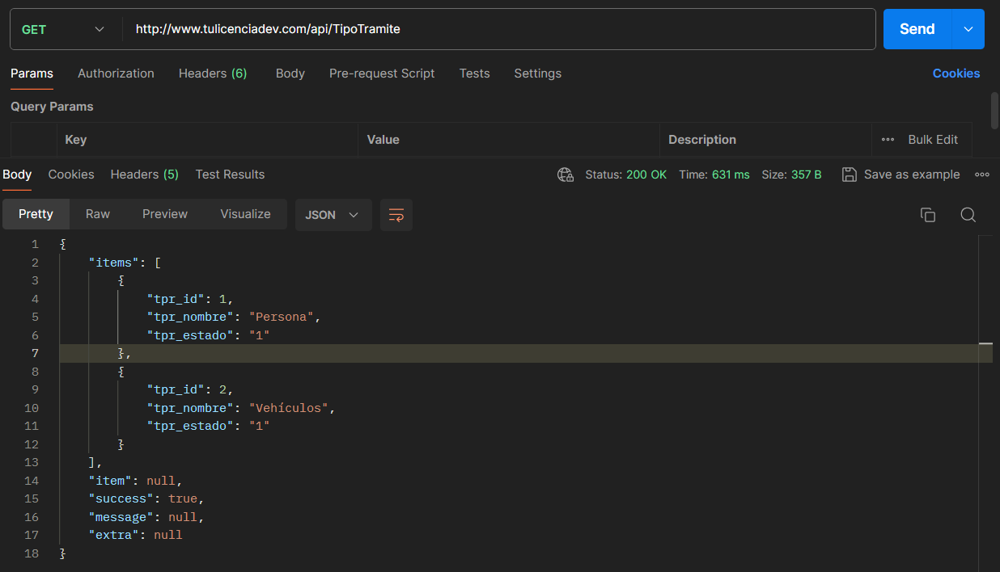 GET http://www.tulicenciadev.com/api/TipoTramite Send
Params Authorization Headers (6) Body Pre-request Script Tests Settings Cookies
Query Params
Key Value Description Bulk Edit
Body Cookies Headers (5) Test Results Status: 200 OK Time: 631 ms Size: 357 B Save as example
Pretty Raw Preview Visualize JSON
1 {
2 "items": [
3 {
4 "tpr_id": 1,
5 "tpr_nombre": "Persona",
6 "tpr_estado": "1"
7 },
8 {
9 "tpr_id": 2,
10 "tpr_nombre": "Vehículos",
11 "tpr_estado": "1"
12 }
13 ],
14 "item": null,
15 "success": true,
16 "message": null,
17 "extra": null
18 }